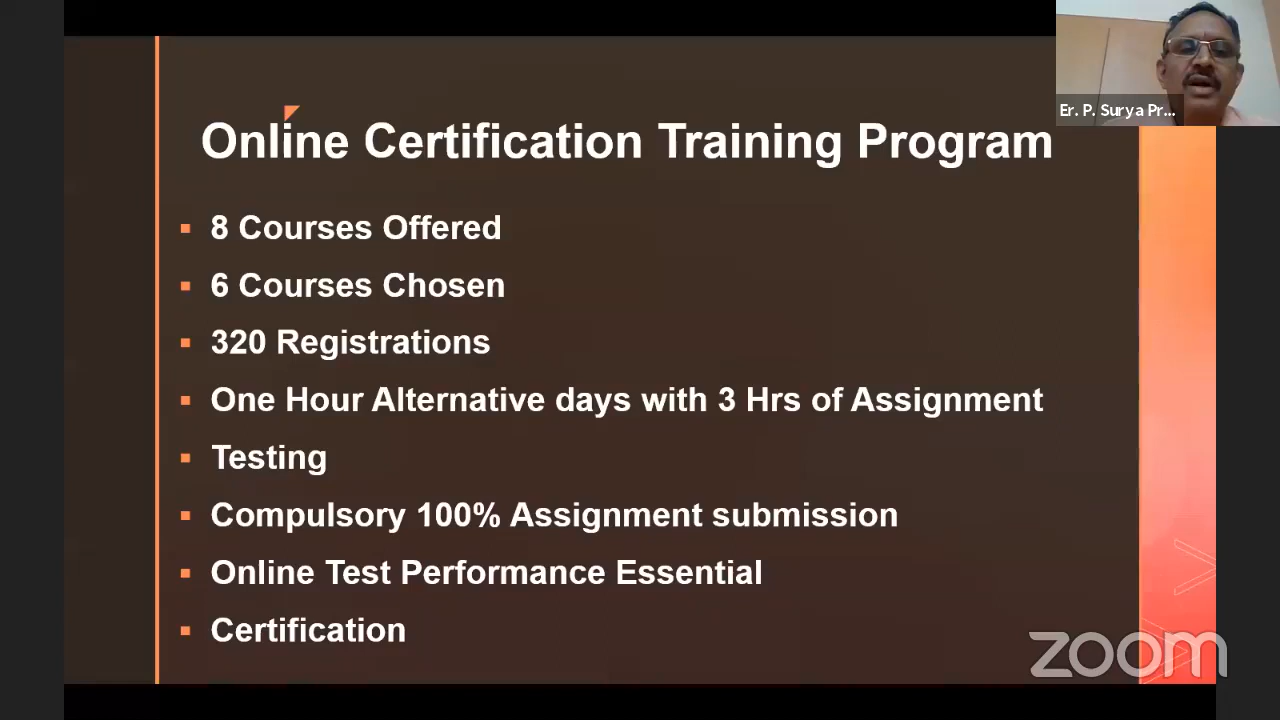 Online Certification Training Program
8 Courses Offered
6 Courses Chosen
320 Registrations
One Hour Alternative days with 3 Hrs of Assignment
Testing
Compulsory 100% Assignment submission
Online Test Performance Essential
Certification
Er. P. Surya Pr...
zoom